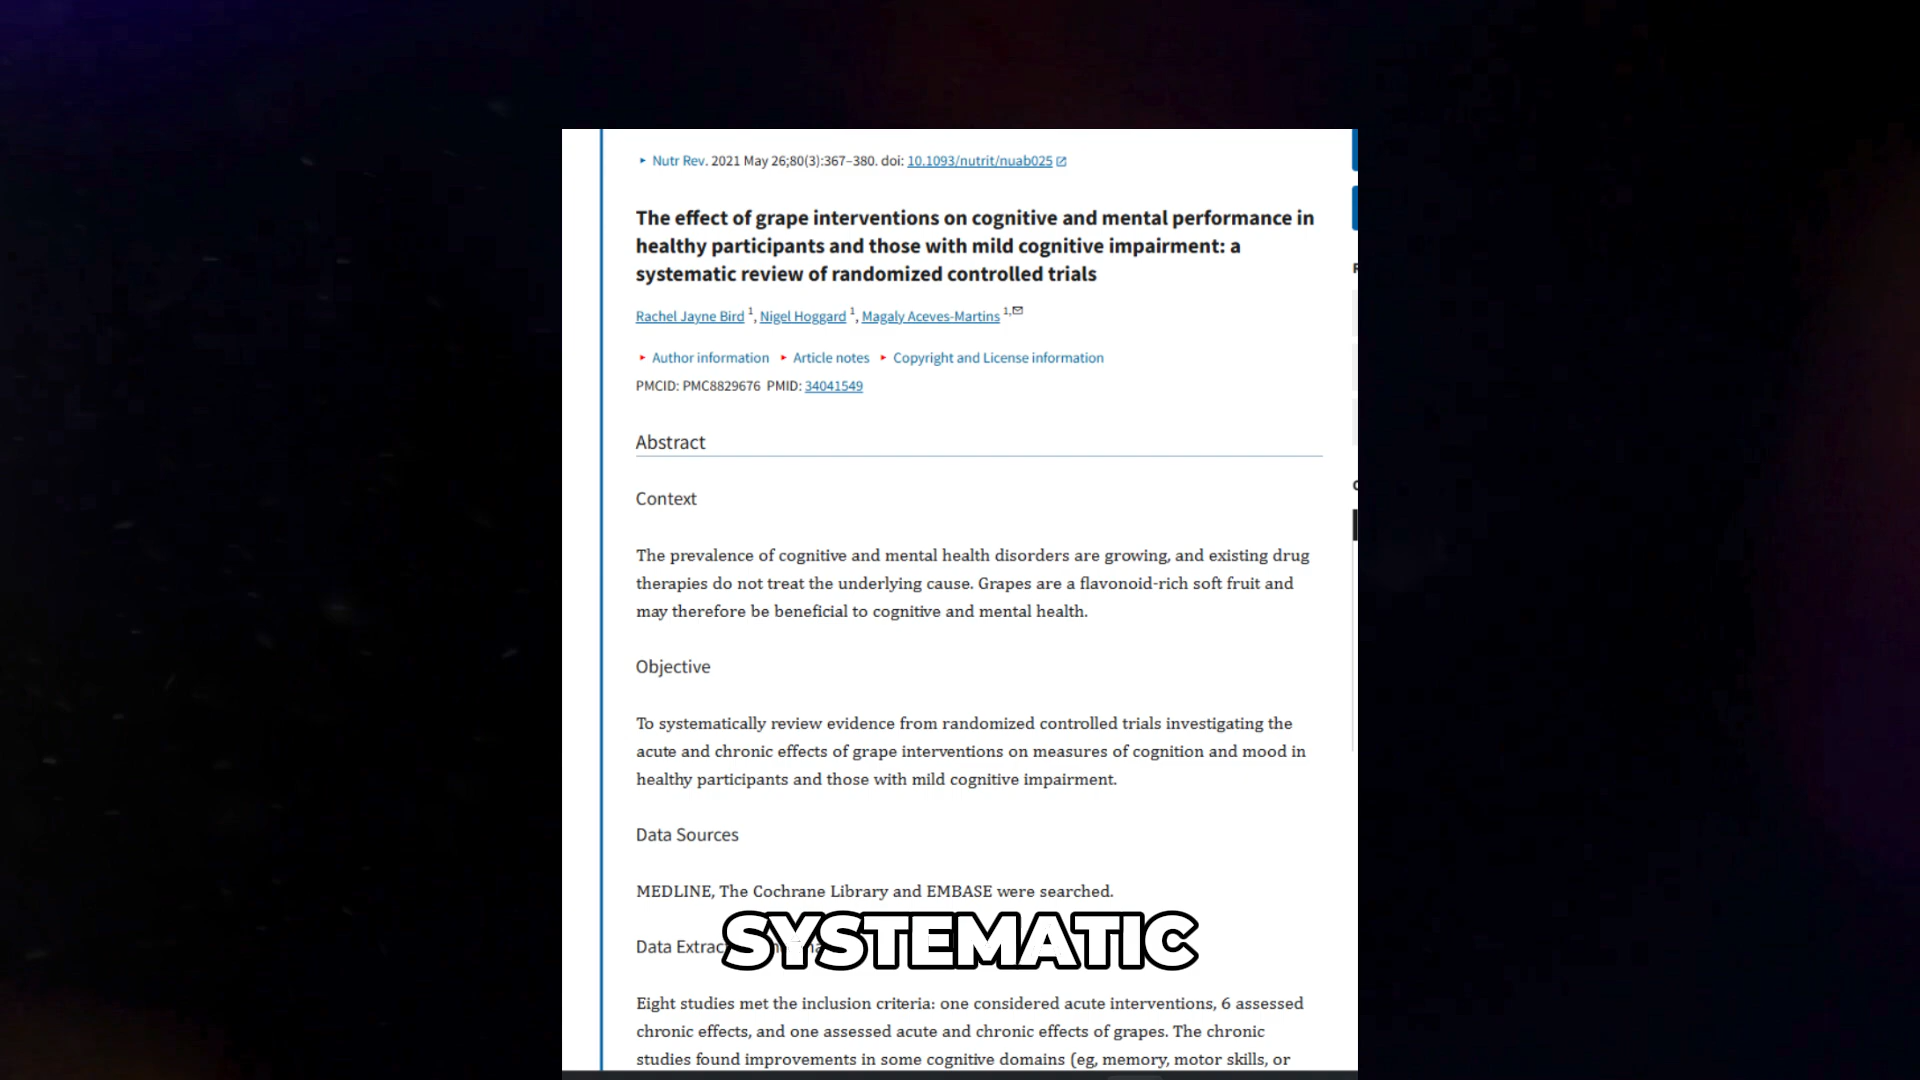 Nutr Rev. 2021 May 26;80(3):367–380. doi: 10.1093/nutrit/nuab025
The effect of grape interventions on cognitive and mental performance in
healthy participants and those with mild cognitive impairment: a
systematic review of randomized controlled trials
Rachel Jayne Bird 1, Nigel Hoggard 1, Magaly Aceves-Martins 1,
Author information Article notes Copyright and License information
PMCID: PMC8829676 PMID: 34041549
Abstract
Context
The prevalence of cognitive and mental health disorders are growing, and existing drug
therapies do not treat the underlying cause. Grapes are a flavonoid-rich soft fruit and
may therefore be beneficial to cognitive and mental health.
Objective
To systematically review evidence from randomized controlled trials investigating the
acute and chronic effects of grape interventions on measures of cognition and mood in
healthy participants and those with mild cognitive impairment.
Data Sources
MEDLINE, The Cochrane Library and EMBASE were searched.
Data
SYSTEMATIC
Eight studies met the inclusion criteria: one considered acute interventions, 6 assessed
chronic effects, and one assessed acute and chronic effects of grapes. The chronic
studies found improvements in some cognitive domains (eg, memory, motor skills, or